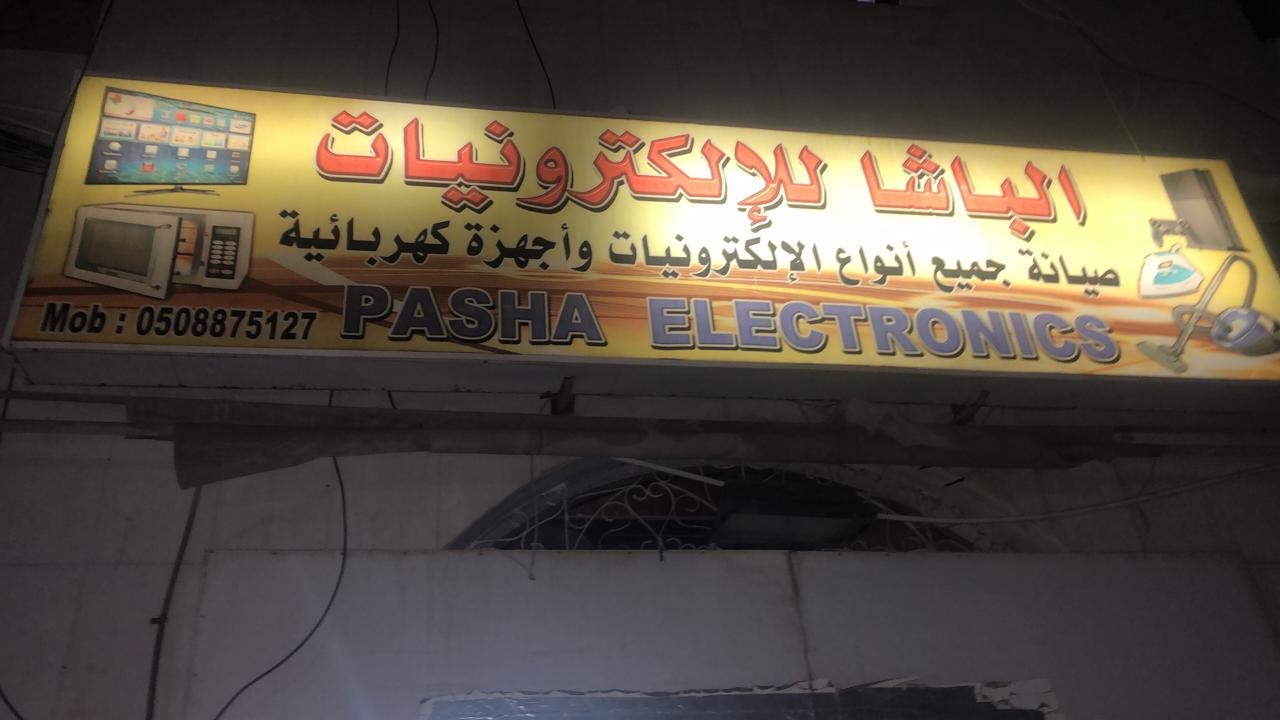 الباشا للإلكترونيات
صيانة جميع أنواع الإلكترونيات وأجهزة كهربائية
PASHA ELECTRONICS
Mob : 0508875127